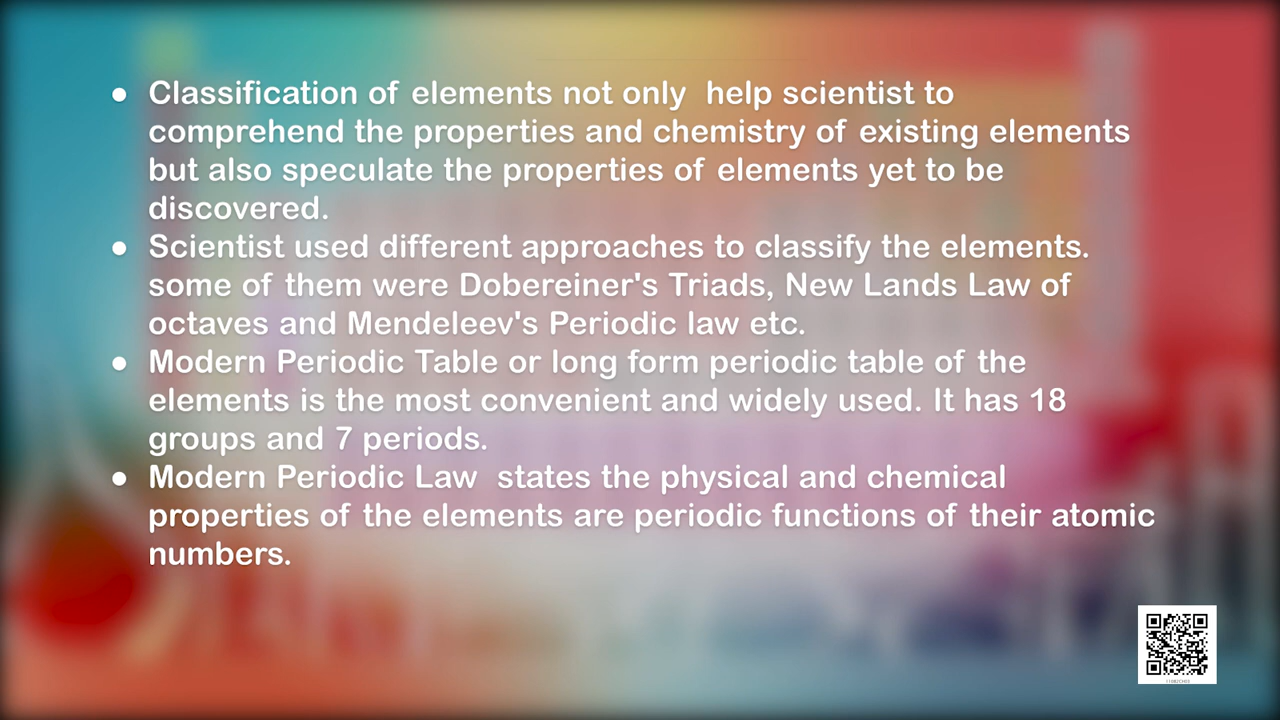 ● Classification of elements not only help scientist to
comprehend the properties and chemistry of existing elements
but also speculate the properties of elements yet to be
discovered.
● Scientist used different approaches to classify the elements.
some of them were Dobereiner's Triads, New Lands Law of
octaves and Mendeleev's Periodic law etc.
● Modern Periodic Table or long form periodic table of the
elements is the most convenient and widely used. It has 18
groups and 7 periods.
● Modern Periodic Law states the physical and chemical
properties of the elements are periodic functions of their atomic
numbers.